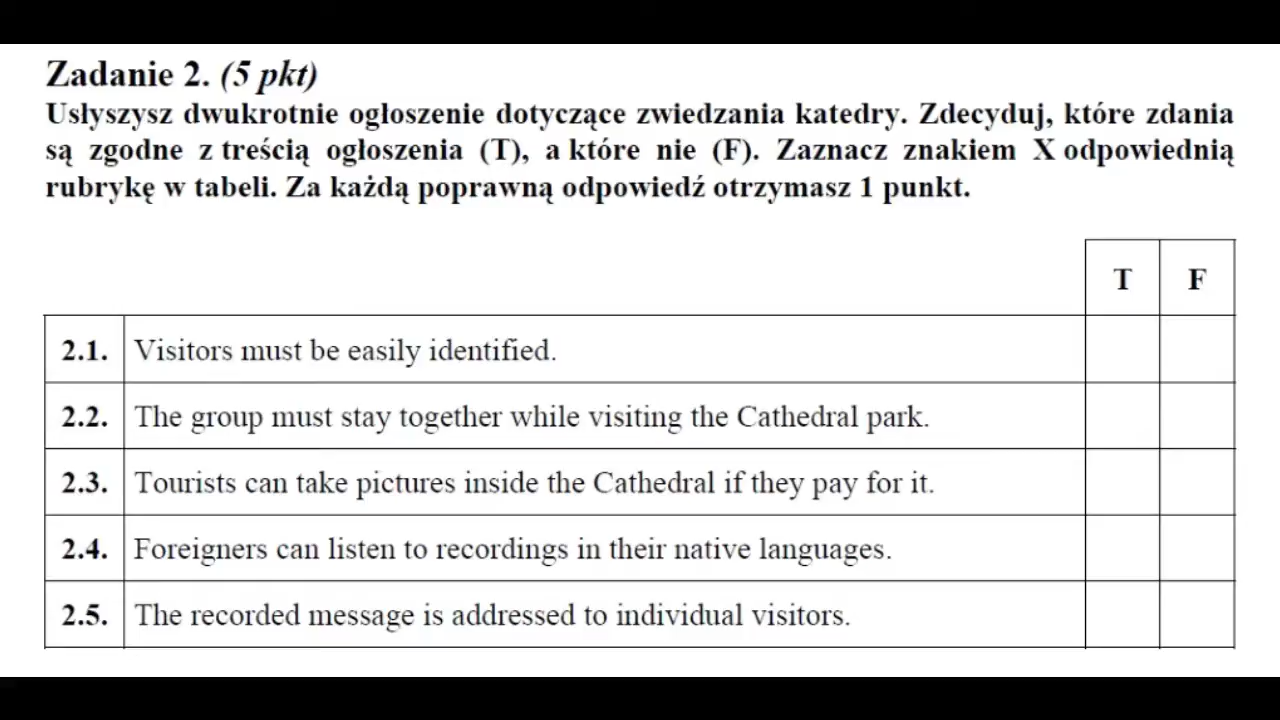 Zadanie 2. (5 pkt)
Usłyszysz dwukrotnie ogłoszenie dotyczące zwiedzania katedry. Zdecyduj, które zdania
są zgodne z treścią ogłoszenia (T), a które nie (F). Zaznacz znakiem X odpowiednią
rubrykę w tabeli. Za każdą poprawną odpowiedź otrzymasz 1 punkt.
T F
2.1. Visitors must be easily identified.
2.2. The group must stay together while visiting the Cathedral park.
2.3. Tourists can take pictures inside the Cathedral if they pay for it.
2.4. Foreigners can listen to recordings in their native languages.
2.5. The recorded message is addressed to individual visitors.